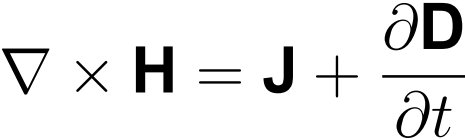 ∇ × H = J + ∂D/∂t